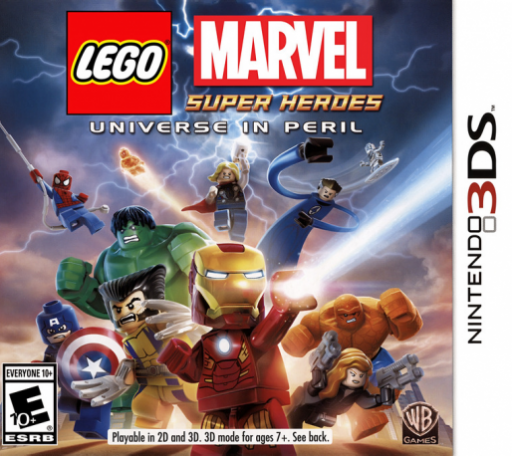 LEGO
MARVEL
SUPER HEROES
UNIVERSE IN PERIL
NINTENDO 3DS™
EVERYONE 10+
E
10+
ESRB
Playable in 2D and 3D. 3D mode for ages 7+. See back.
WB
GAMES